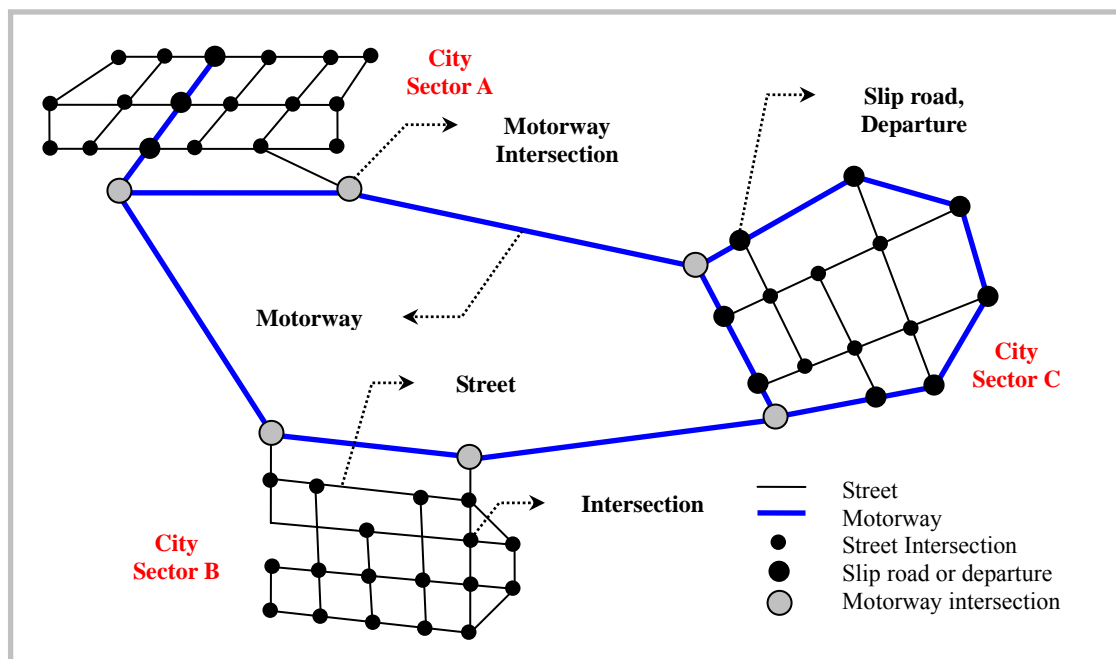 City
Sector A
Motorway
Intersection
Slip road,
Departure
Motorway
Street
City
Sector C
Intersection
City
Sector B
Street
Motorway
Street Intersection
Slip road or departure
Motorway intersection